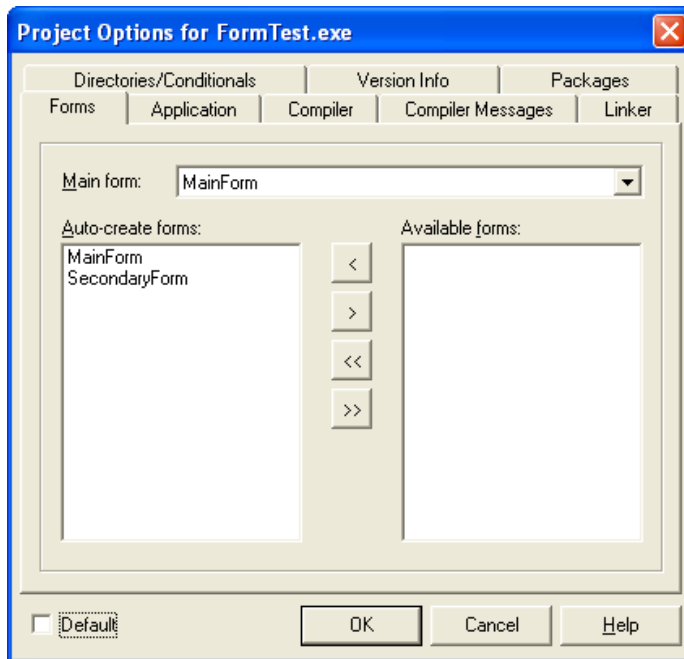 Project Options for FormTest.exe
Directories/Conditionals Version Info Packages
Forms Application Compiler Compiler Messages Linker
Main form: MainForm
Auto-create forms: Available forms:
MainForm
SecondaryForm
<
>
<<
>>
Default OK Cancel Help